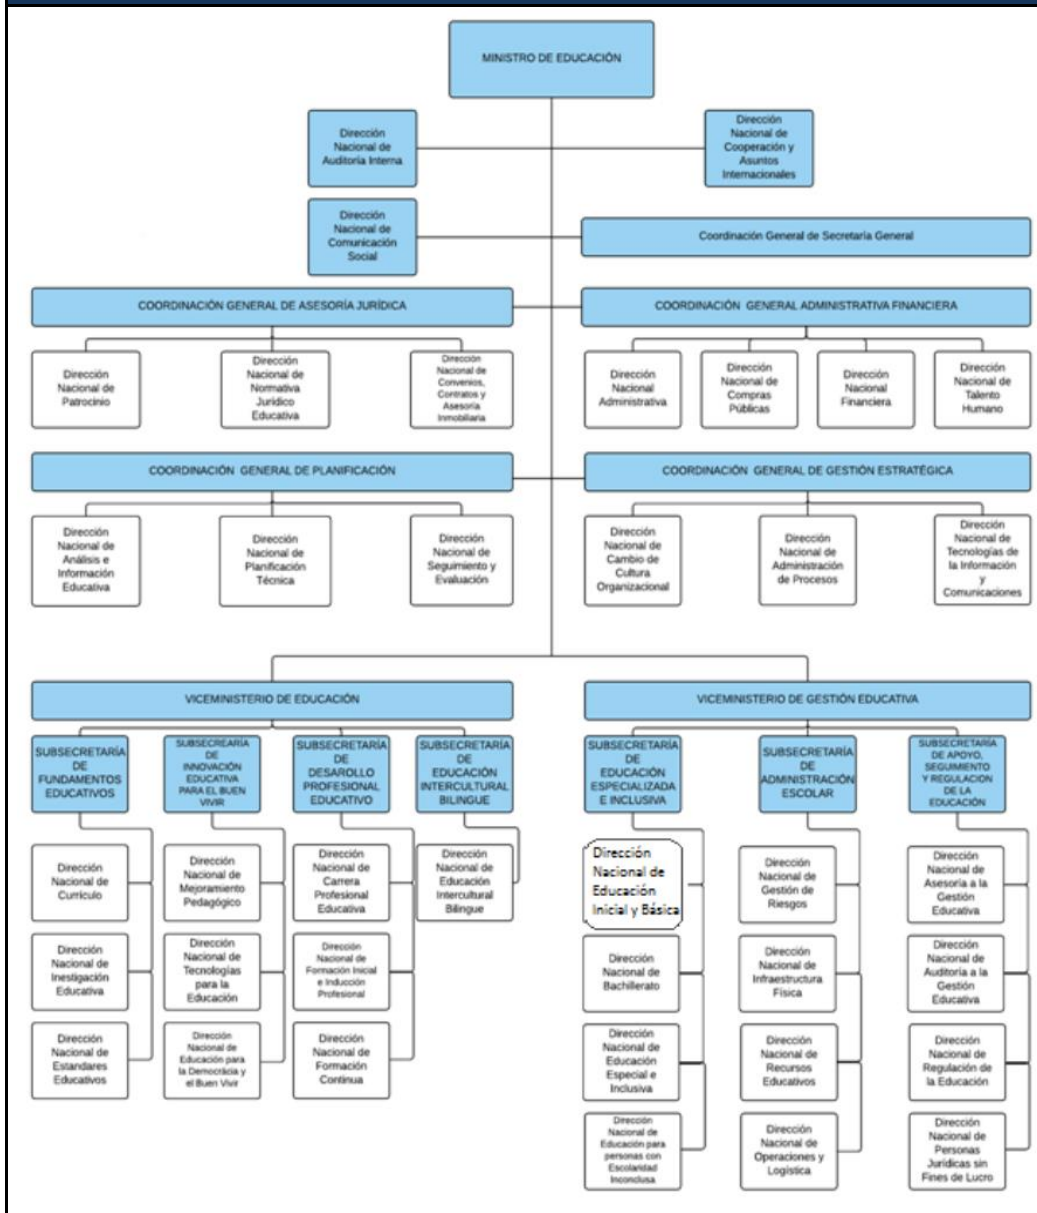 MINISTRO DE EDUCACIÓN
Dirección
Nacional de
Auditoría Interna
Dirección
Nacional de
Cooperación y
Asuntos
Internacionales
Dirección
Nacional de
Comunicación
Social
Coordinación General de Secretaría General
COORDINACIÓN GENERAL DE ASESORÍA JURÍDICA
COORDINACIÓN GENERAL ADMINISTRATIVA FINANCIERA
Dirección
Nacional de
Patrocinio
Dirección
Nacional de
Normativa
Jurídico
Educativa
Dirección
Nacional de
Convenios,
Contratos y
Asesoría
Inmobiliaria
Dirección
Nacional
Administrativa
Dirección
Nacional de
Compras
Públicas
Dirección
Nacional
Financiera
Dirección
Nacional de
Talento
Humano
COORDINACIÓN GENERAL DE PLANIFICACIÓN
COORDINACIÓN GENERAL DE GESTIÓN ESTRATÉGICA
Dirección
Nacional de
Análisis e
Información
Educativa
Dirección
Nacional de
Planificación
Técnica
Dirección
Nacional de
Seguimiento y
Evaluación
Dirección
Nacional de
Cambio de
Cultura
Organizacional
Dirección
Nacional de
Administración
de Procesos
Dirección
Nacional de
Tecnologías de
la Información
y
Comunicaciones
VICEMINISTERIO DE EDUCACIÓN
VICEMINISTERIO DE GESTIÓN EDUCATIVA
SUBSECRETARÍA
DE
FUNDAMENTOS
EDUCATIVOS
SUBSECREARÍA
DE
INNOVACIÓN
EDUCATIVA
PARA EL BUEN
VIVIR
SUBSECRETARÍA
DE
DESAROLLO
PROFESIONAL
EDUCATIVO
SUBSECRETARÍA
DE
EDUCACIÓN
INTERCULTURAL
BILINGUE
SUBSECRETARÍA
DE
EDUCACIÓN
ESPECIALIZADA
E INCLUSIVA
SUBSECRETARÍA
DE
ADMINISTRACIÓN
ESCOLAR
SUBSECRETARÍA
DE APOYO,
SEGUIMIENTO
Y REGULACION
DE LA
EDUCACIÓN
Dirección
Nacional de
Currículo
Dirección
Nacional de
Mejoramiento
Pedagógico
Dirección
Nacional de
Carrera
Profesional
Educativa
Dirección
Nacional de
Educación
Intercultural
Bilingue
Dirección
Nacional de
Educación
Inicial y Básica
Dirección
Nacional de
Gestión de
Riesgos
Dirección
Nacional de
Asesoría a la
Gestión
Educativa
Dirección
Nacional de
Inestigación
Educativa
Dirección
Nacional de
Tecnologías
para la
Educación
Dirección
Nacional de
Formación Inicial
e Inducción
Profesional
Dirección
Nacional de
Bachillerato
Dirección
Nacional de
Infraestructura
Física
Dirección
Nacional de
Auditoría a la
Gestión
Educativa
Dirección
Nacional de
Estandares
Educativos
Dirección
Nacional de
Educación para
la Democrácia y
el Buen Vivir
Dirección
Nacional de
Formación
Continua
Dirección
Nacional de
Educación
Especial e
Inclusiva
Dirección
Nacional de
Recursos
Educativos
Dirección
Nacional de
Regulación de
la Educación
Dirección
Nacional de
Educación para
personas con
Escolaridad
Inconclusa
Dirección
Nacional de
Operaciones y
Logística
Dirección
Nacional de
Personas
Jurídicas sin
Fines de Lucro